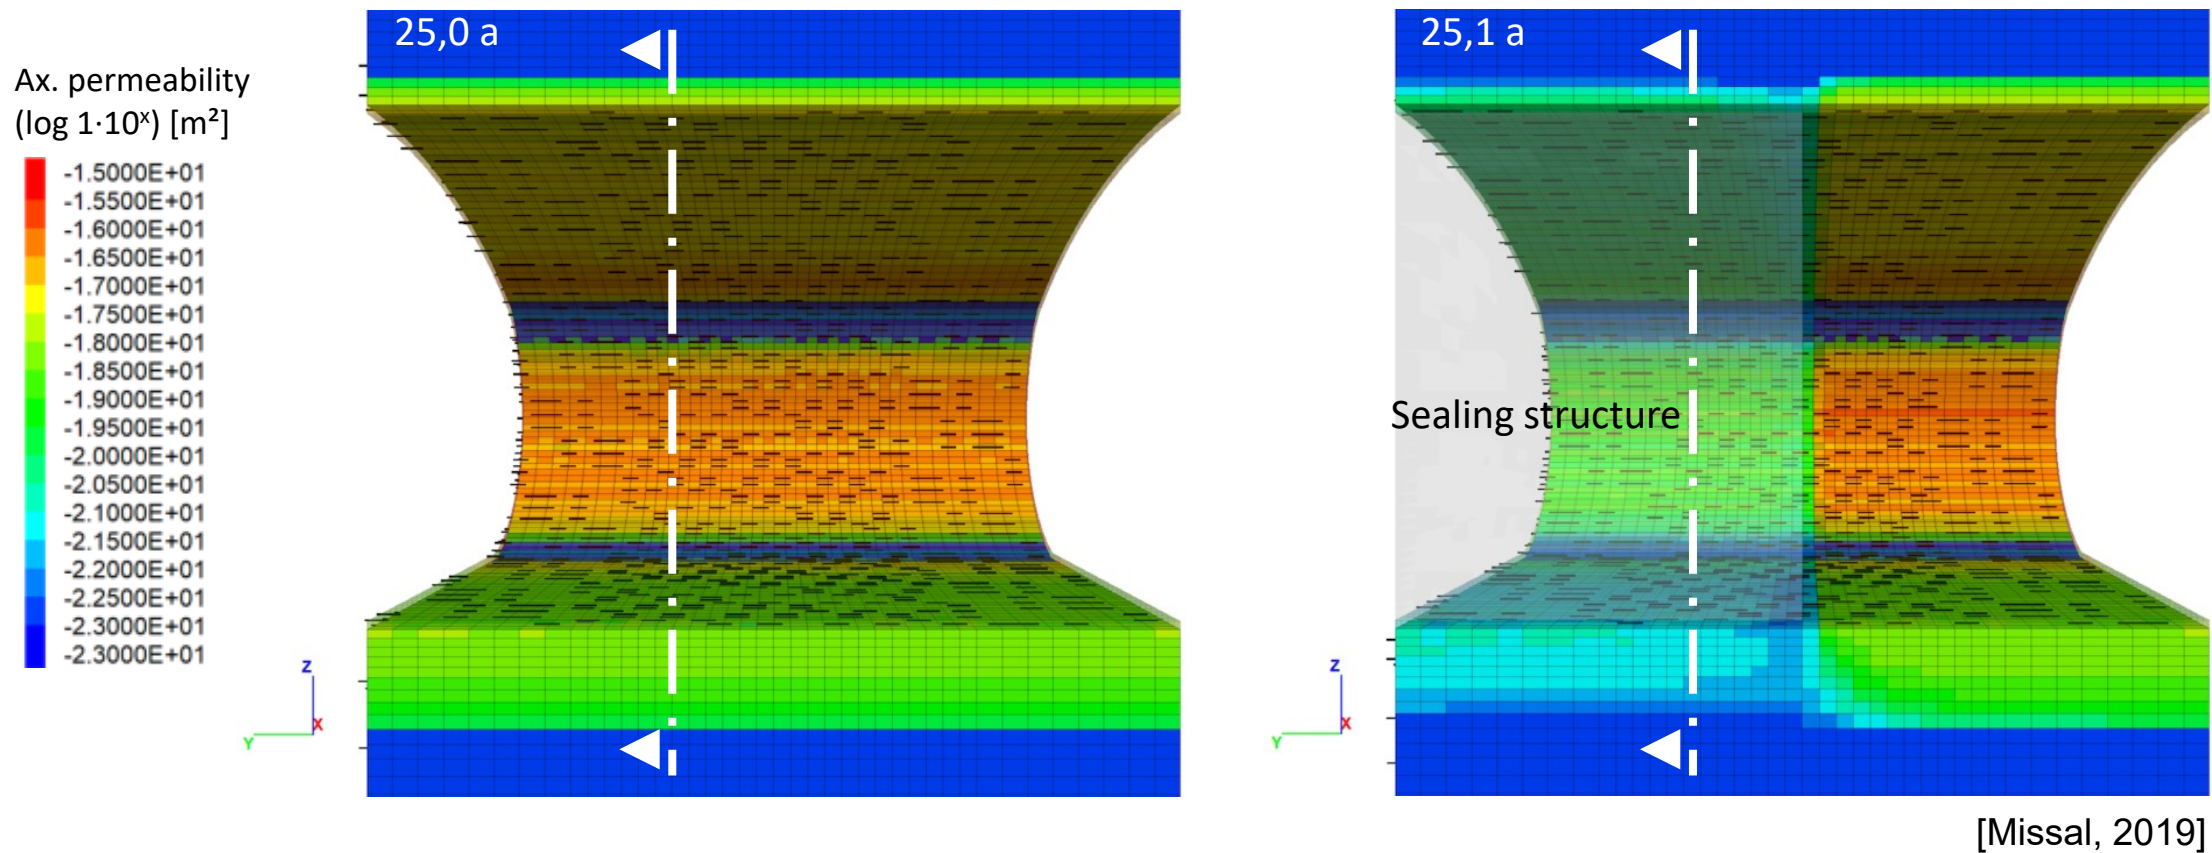 25,0 a
25,1 a
Ax. permeability
(log 1·10ˣ) [m²]
-1.5000E+01
-1.5500E+01
-1.6000E+01
-1.6500E+01
-1.7000E+01
-1.7500E+01
-1.8000E+01
-1.8500E+01
-1.9000E+01
-1.9500E+01
-2.0000E+01
-2.0500E+01
-2.1000E+01
-2.1500E+01
-2.2000E+01
-2.2500E+01
-2.3000E+01
-2.3000E+01
Sealing structure
Z
X
Y
Z
X
Y
[Missal, 2019]